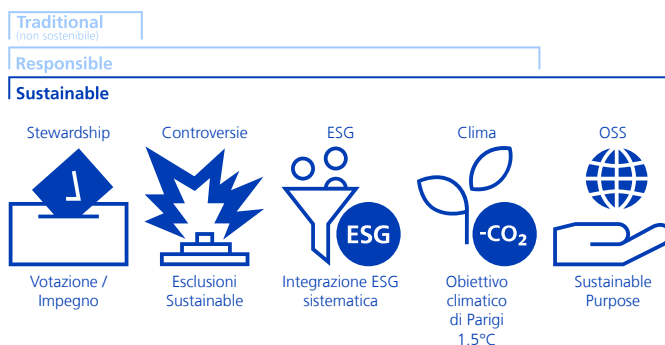 Traditional
(non sostenibile)
Responsible
Sustainable
Stewardship
Controversie
ESG
Clima
OSS
ESG
-CO₂
Votazione /
Impegno
Esclusioni
Sustainable
Integrazione ESG
sistematica
Obiettivo
climatico
di Parigi
1,5°C
Sustainable
Purpose